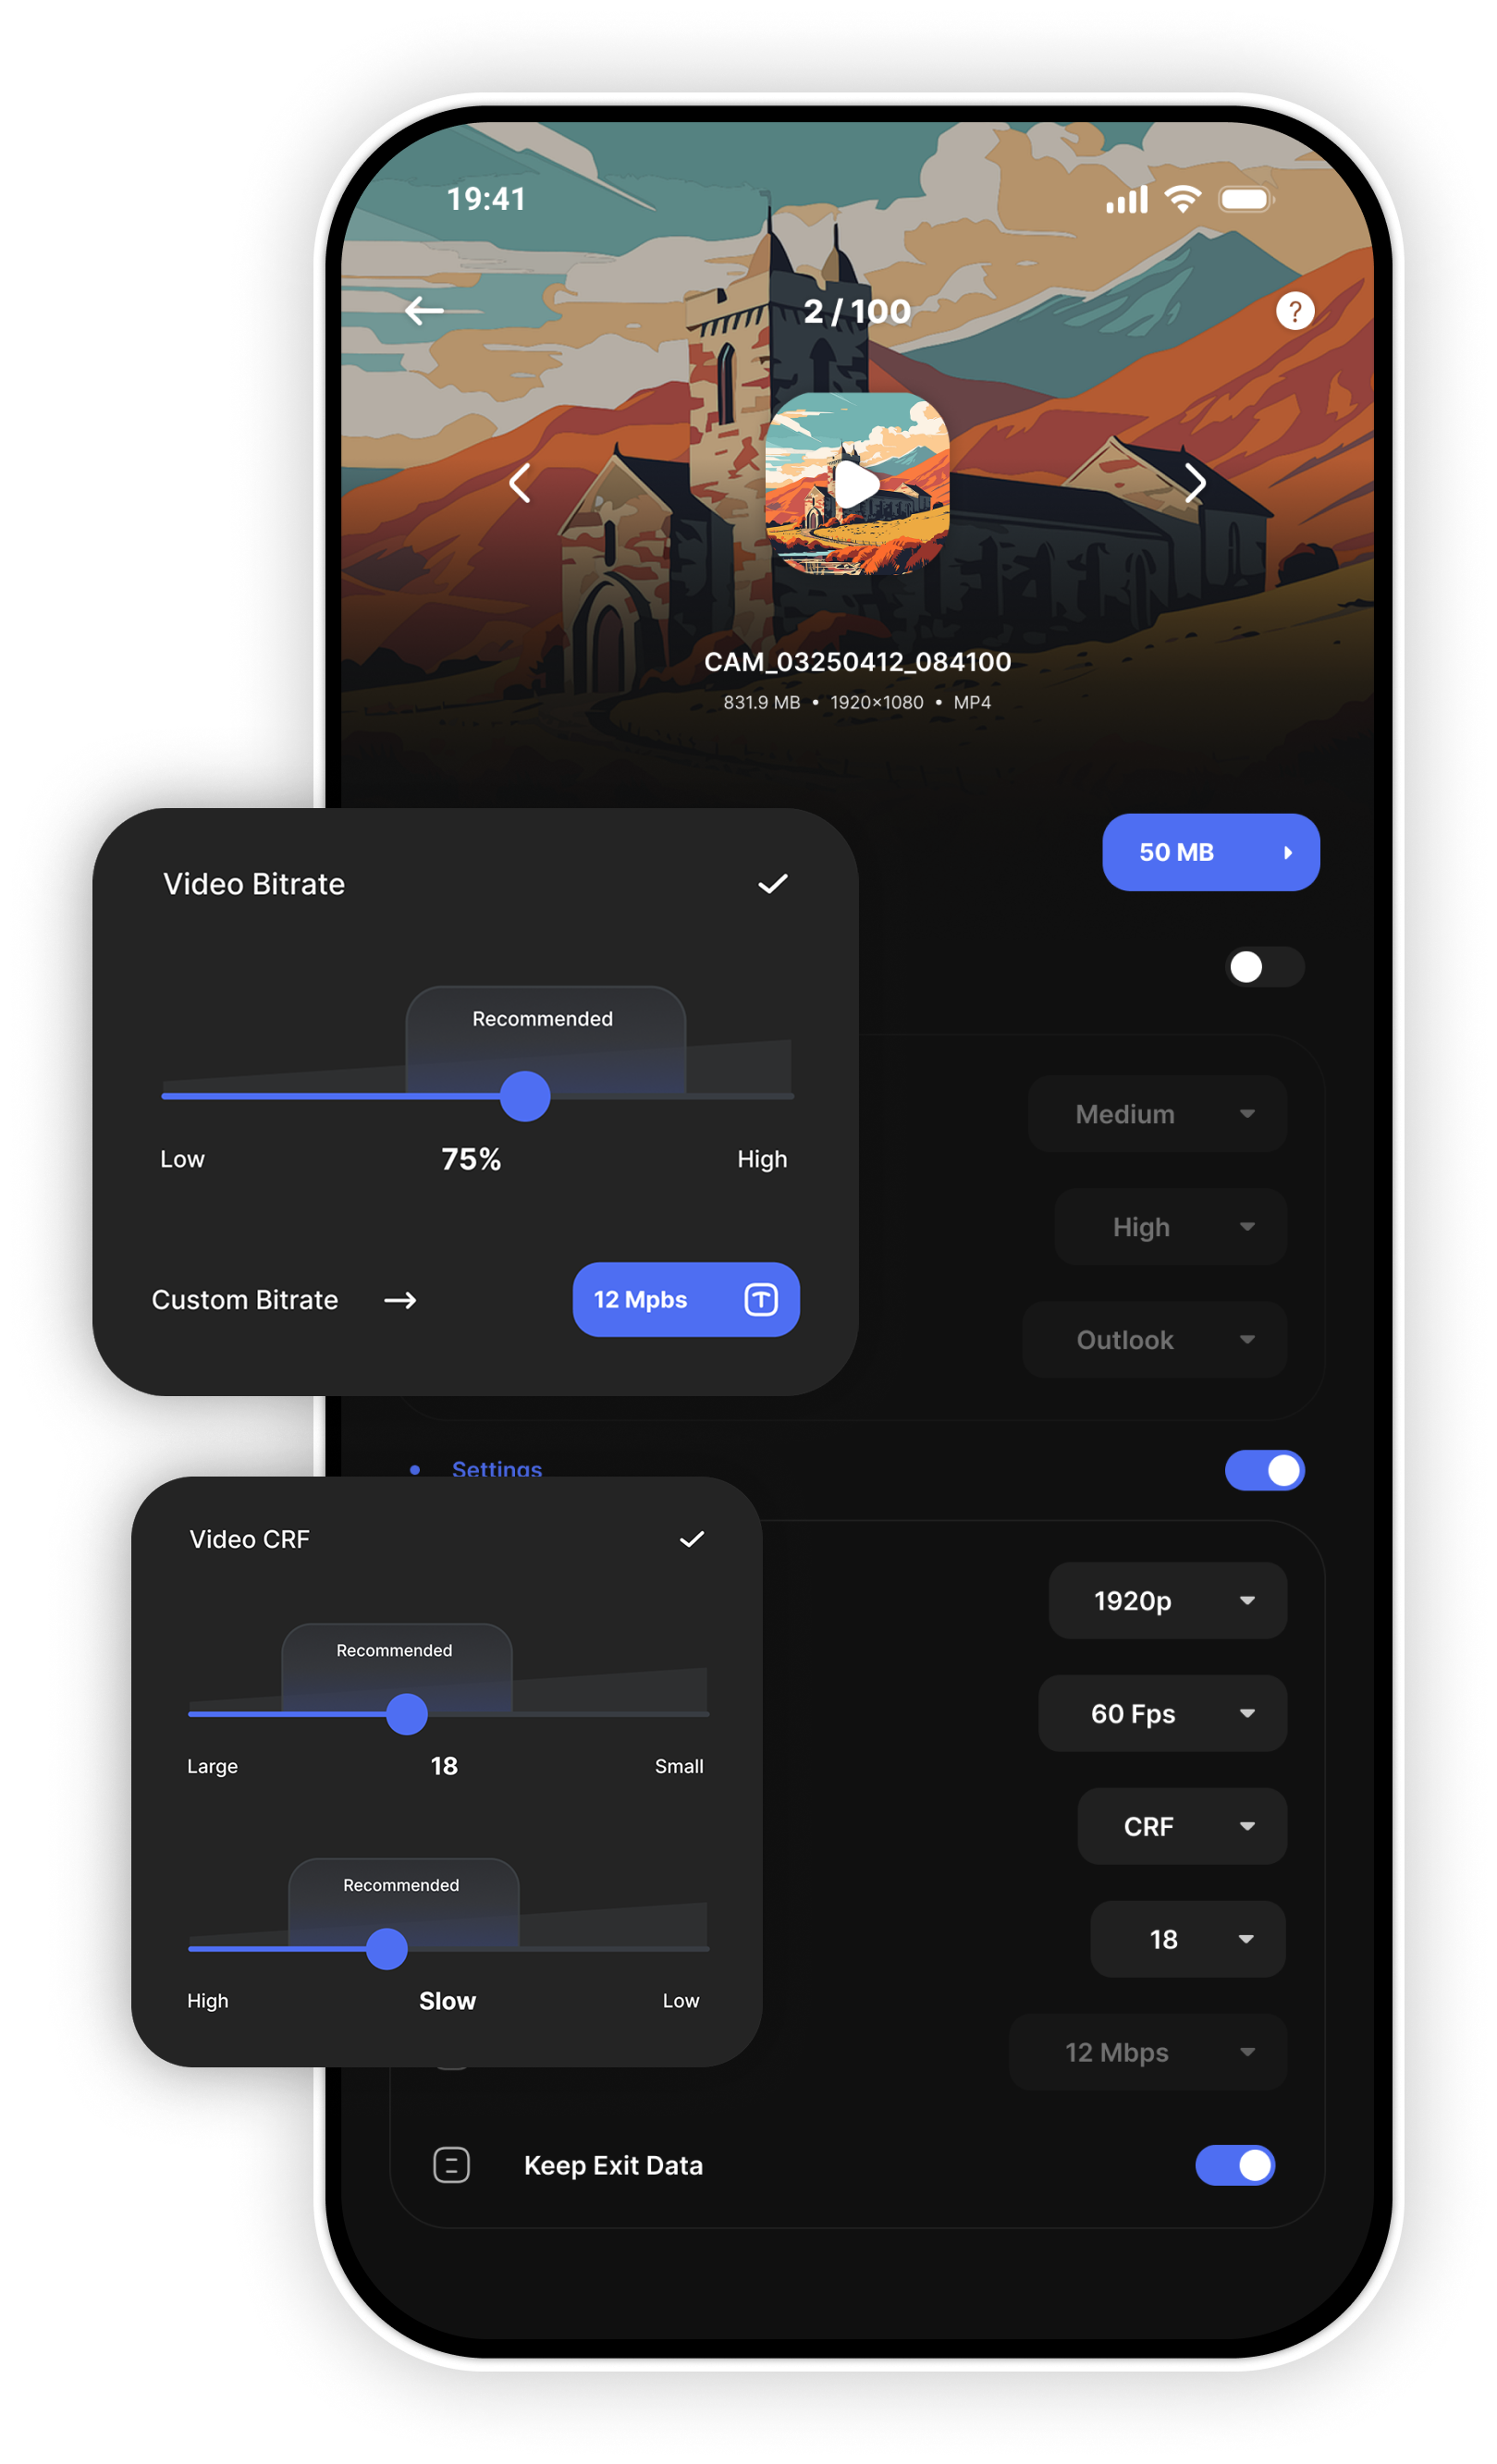 19:41
2 / 100
?
CAM_03250412_084100
831.9 MB • 1920×1080 • MP4
50 MB
Video Bitrate
Recommended
Low 75% High
Custom Bitrate → 12 Mpbs
Medium
High
Outlook
• Settings
Video CRF
Recommended
Large 18 Small
Recommended
High Slow Low
1920p
60 Fps
CRF
18
12 Mbps
Keep Exit Data